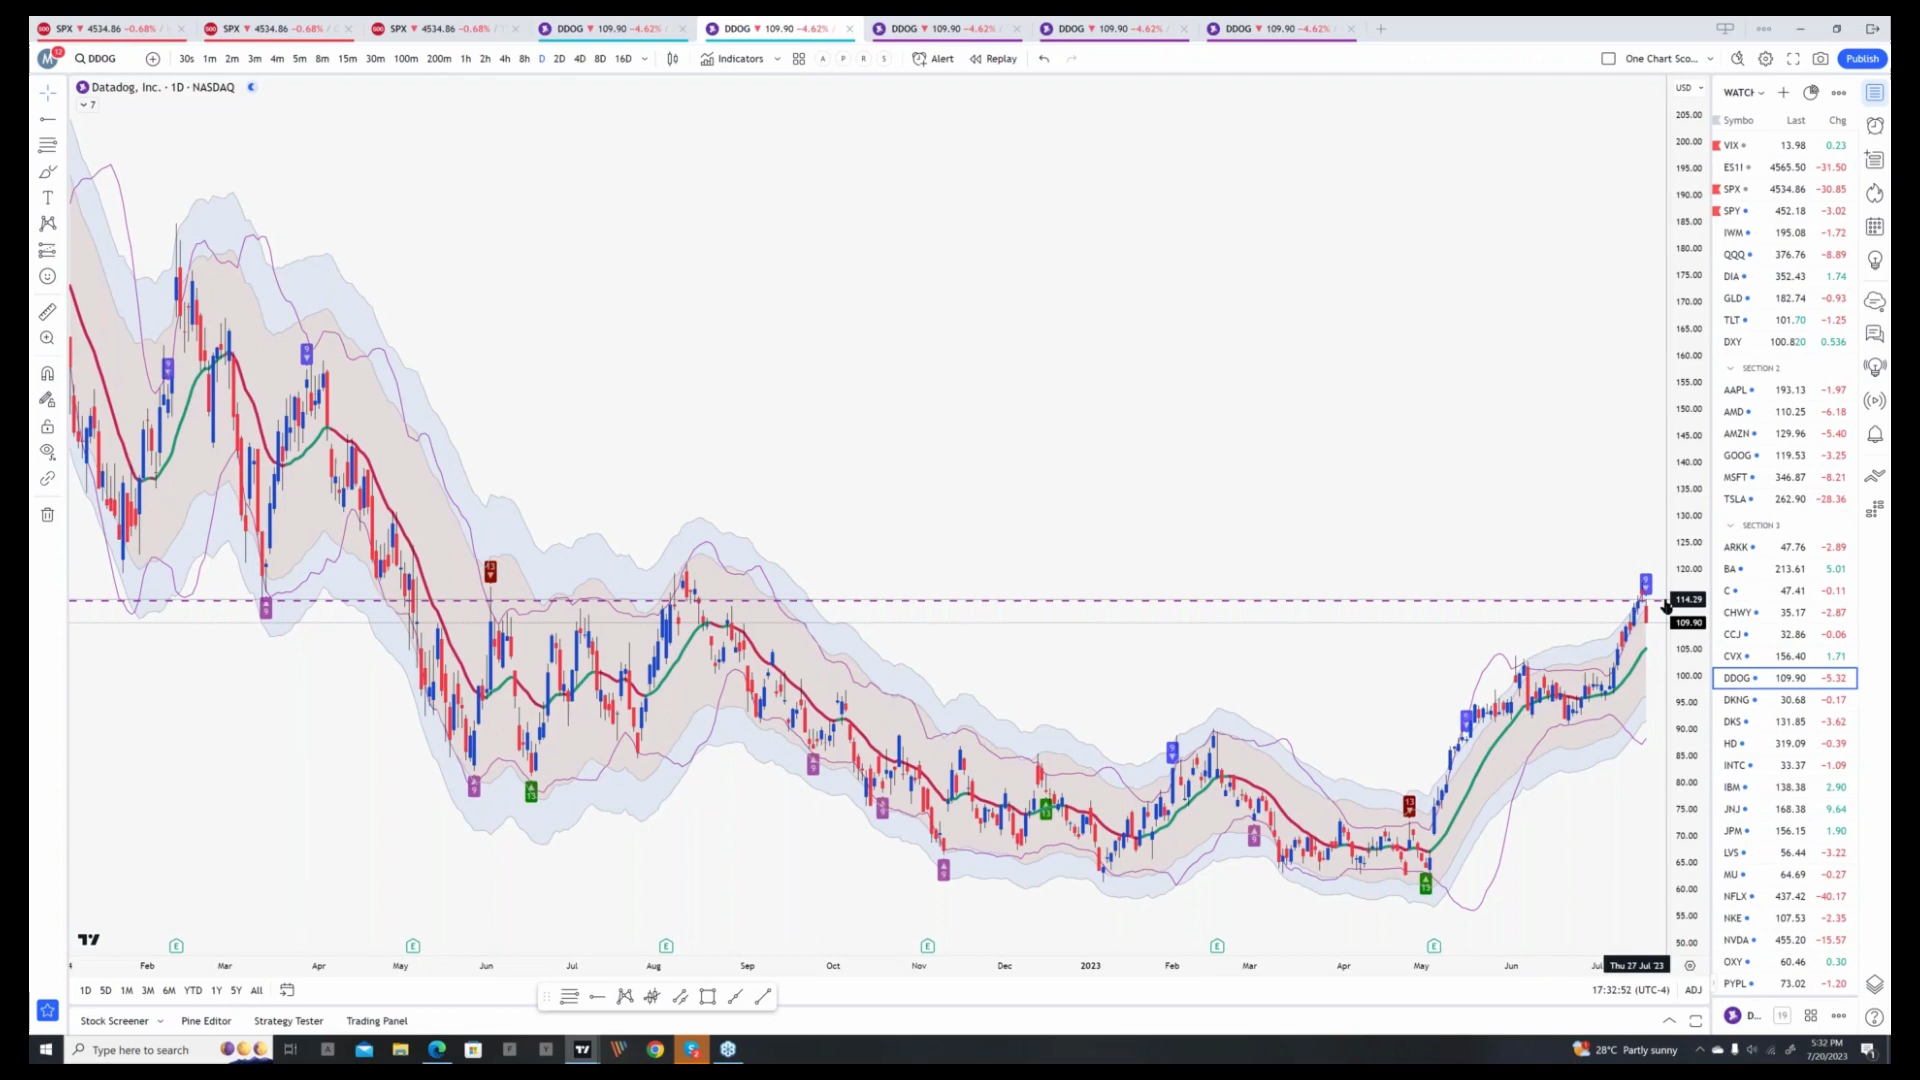 SPX ▼ 4534.86 −0.68% /
SPX ▼ 4534.86 −0.68% /
SPX ▼ 4534.86 −0.68% /
DDOG ▼ 109.90 −4.62% /
DDOG ▼ 109.90 −4.62% /
DDOG ▼ 109.90 −4.62% /
DDOG ▼ 109.90 −4.62% /
DDOG ▼ 109.90 −4.62% /
M 12 DDOG 30s 1m 2m 3m 4m 5m 8m 15m 30m 100m 200m 1h 2h 4h 8h D 2D 4D 8D 16D Indicators A P R S Alert Replay One Chart Sco... Publish
Datadog, Inc. · 1D · NASDAQ
7
USD
205.00
200.00
195.00
190.00
185.00
180.00
175.00
170.00
165.00
160.00
155.00
150.00
145.00
140.00
135.00
130.00
125.00
120.00
114.29
109.90
105.00
100.00
95.00
90.00
85.00
80.00
75.00
70.00
65.00
60.00
55.00
50.00
9
9
9
13
9
13
9
9
9
13
9
9
13
13
9
E E E E E E
Feb Mar Apr May Jun Jul Aug Sep Oct Nov Dec 2023 Feb Mar Apr May Jun Jul Thu 27 Jul '23
1D 5D 1M 3M 6M YTD 1Y 5Y All
17:32:52 (UTC-4) ADJ
Stock Screener Pine Editor Strategy Tester Trading Panel
WATCH
Symbo Last Chg
VIX 13.98 0.23
ES1! 4565.50 −31.50
SPX 4534.86 −30.85
SPY 452.18 −3.02
IWM 195.08 −1.72
QQQ 376.76 −8.89
DIA 352.43 1.74
GLD 182.74 −0.93
TLT 101.70 −1.25
DXY 100.820 0.536
SECTION 2
AAPL 193.13 −1.97
AMD 110.25 −6.18
AMZN 129.96 −5.40
GOOG 119.53 −3.25
MSFT 346.87 −8.21
TSLA 262.90 −28.36
SECTION 3
ARKK 47.76 −2.89
BA 213.61 5.01
C 47.41 −0.11
CHWY 35.17 −2.87
CCJ 32.86 −0.06
CVX 156.40 1.71
DDOG 109.90 −5.32
DKNG 30.68 −0.17
DKS 131.85 −3.62
HD 319.09 −0.39
INTC 33.37 −1.09
IBM 138.38 2.90
JNJ 168.38 9.64
JPM 156.15 1.90
LVS 56.44 −3.22
MU 64.69 −0.27
NFLX 437.42 −40.17
NKE 107.53 −2.35
NVDA 455.20 −15.57
OXY 60.46 0.30
PYPL 73.02 −1.20
D... 19
Type here to search
28°C Partly sunny
5:32 PM
7/20/2023